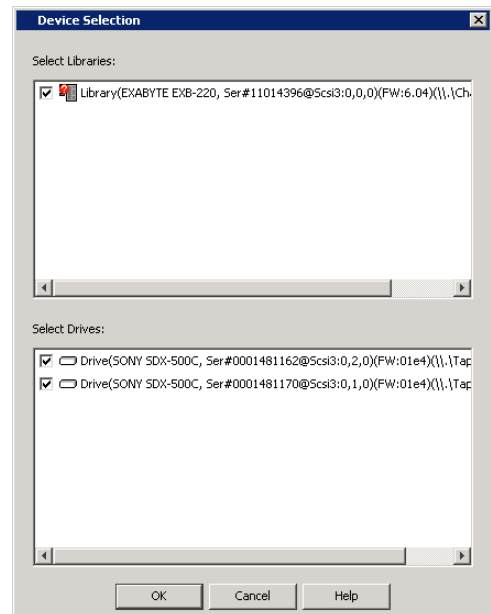 Device Selection
Select Libraries:
Library(EXABYTE EXB-220, Ser#11014396@Scsi3:0,0,0)(FW:6.04)(\\.\Ch
Select Drives:
Drive(SONY SDX-500C, Ser#0001481162@Scsi3:0,2,0)(FW:01e4)(\\.\Tap
Drive(SONY SDX-500C, Ser#0001481170@Scsi3:0,1,0)(FW:01e4)(\\.\Tap
OK Cancel Help